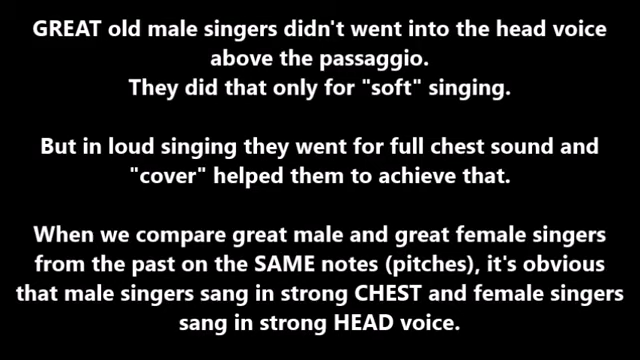 GREAT old male singers didn't went into the head voice
above the passaggio.
They did that only for "soft" singing.
But in loud singing they went for full chest sound and
"cover" helped them to achieve that.
When we compare great male and great female singers
from the past on the SAME notes (pitches), it's obvious
that male singers sang in strong CHEST and female singers
sang in strong HEAD voice.